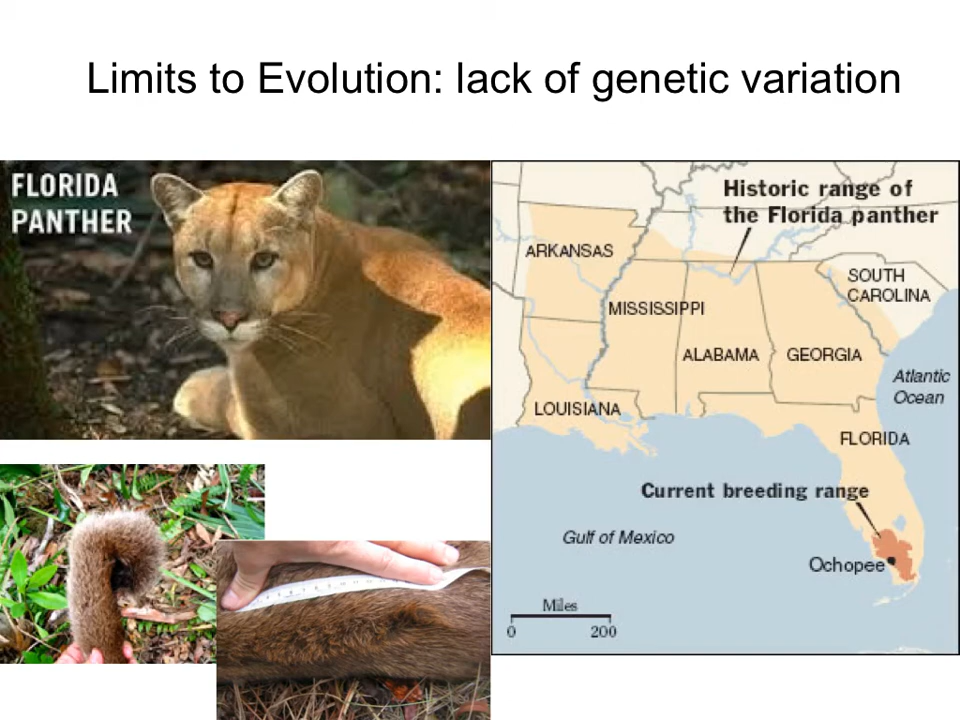 Limits to Evolution: lack of genetic variation
FLORIDA
PANTHER
Historic range of
the Florida panther
ARKANSAS
SOUTH
CAROLINA
MISSISSIPPI
ALABAMA
GEORGIA
Atlantic
Ocean
LOUISIANA
FLORIDA
Current breeding range
Gulf of Mexico
Ochopee
Miles
0
200